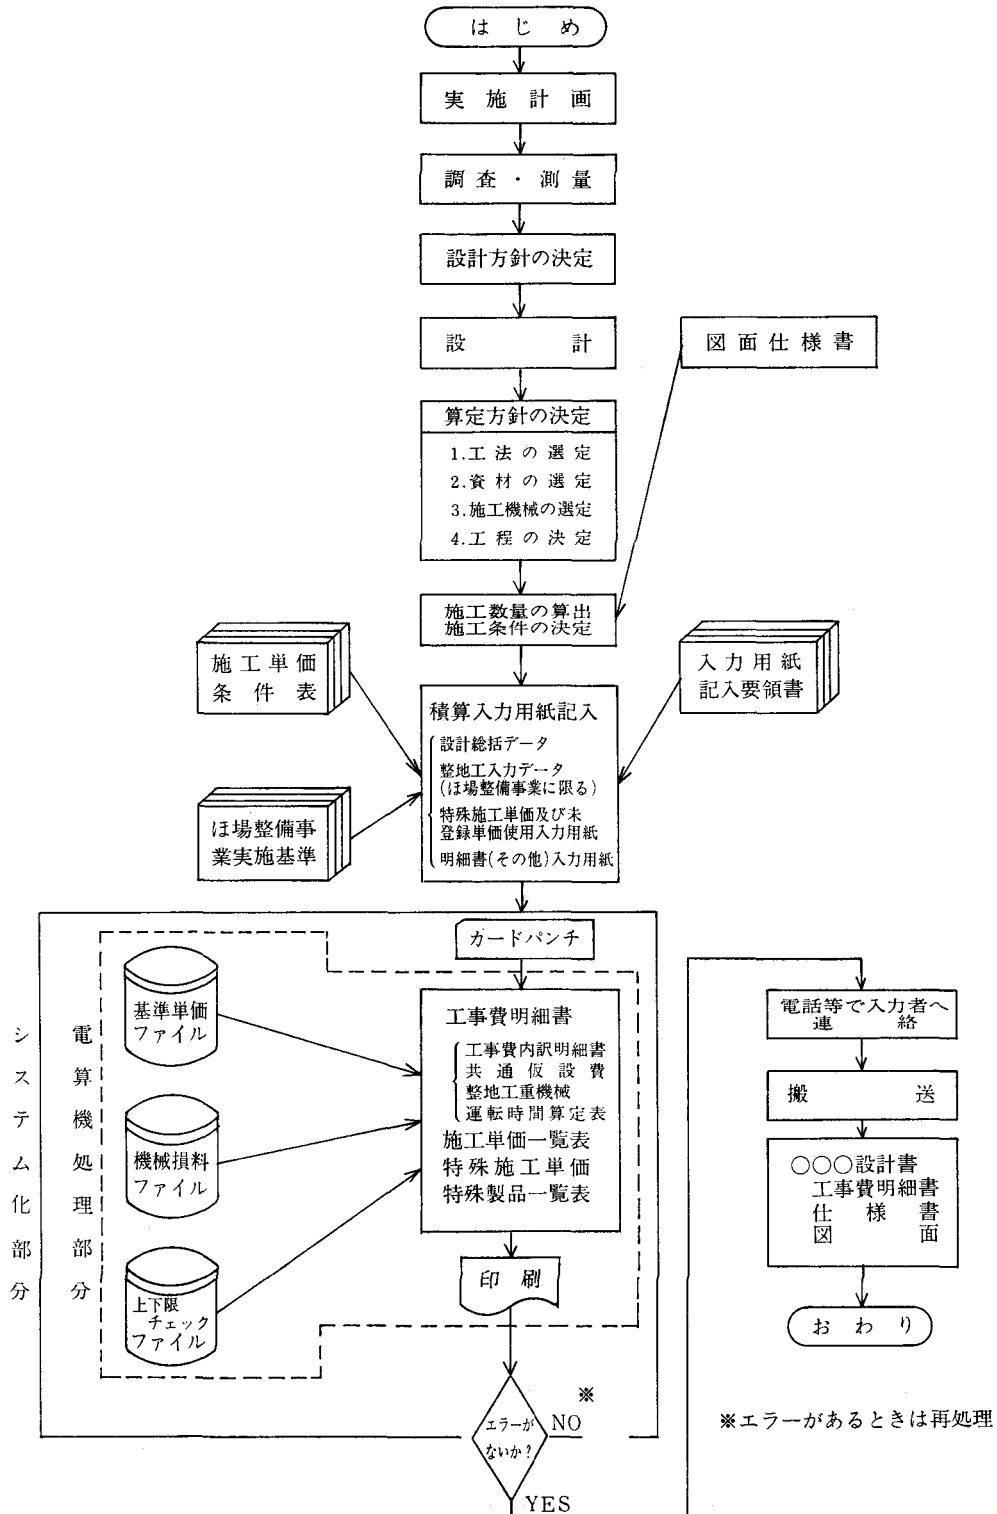 はじめ
実施計画
調査・測量
設計方針の決定
設計
図面仕様書
算定方針の決定
1.工法の選定
2.資材の選定
3.施工機械の選定
4.工程の決定
施工数量の算出
施工条件の決定
施工単価
条件表
入力用紙
記入要領書
積算入力用紙記入
設計総括データ
整地工入力データ
(ほ場整備事業に限る)
特殊施工単価及び未
登録単価使用入力用紙
明細書(その他)入力用紙
ほ場整備事
業実施基準
システム化部分
電算機処理部分
カードパンチ
基準単価
ファイル
機械損料
ファイル
上下限
チェック
ファイル
工事費明細書
工事費内訳明細書
共通仮設費
整地工重機械
運転時間算定表
施工単価一覧表
特殊施工単価
特殊製品一覧表
印刷
エラーが
ないか?
※
NO
YES
電話等で入力者へ
連絡
搬送
○○○設計書
工事費明細書
仕様書
図面
おわり
※エラーがあるときは再処理